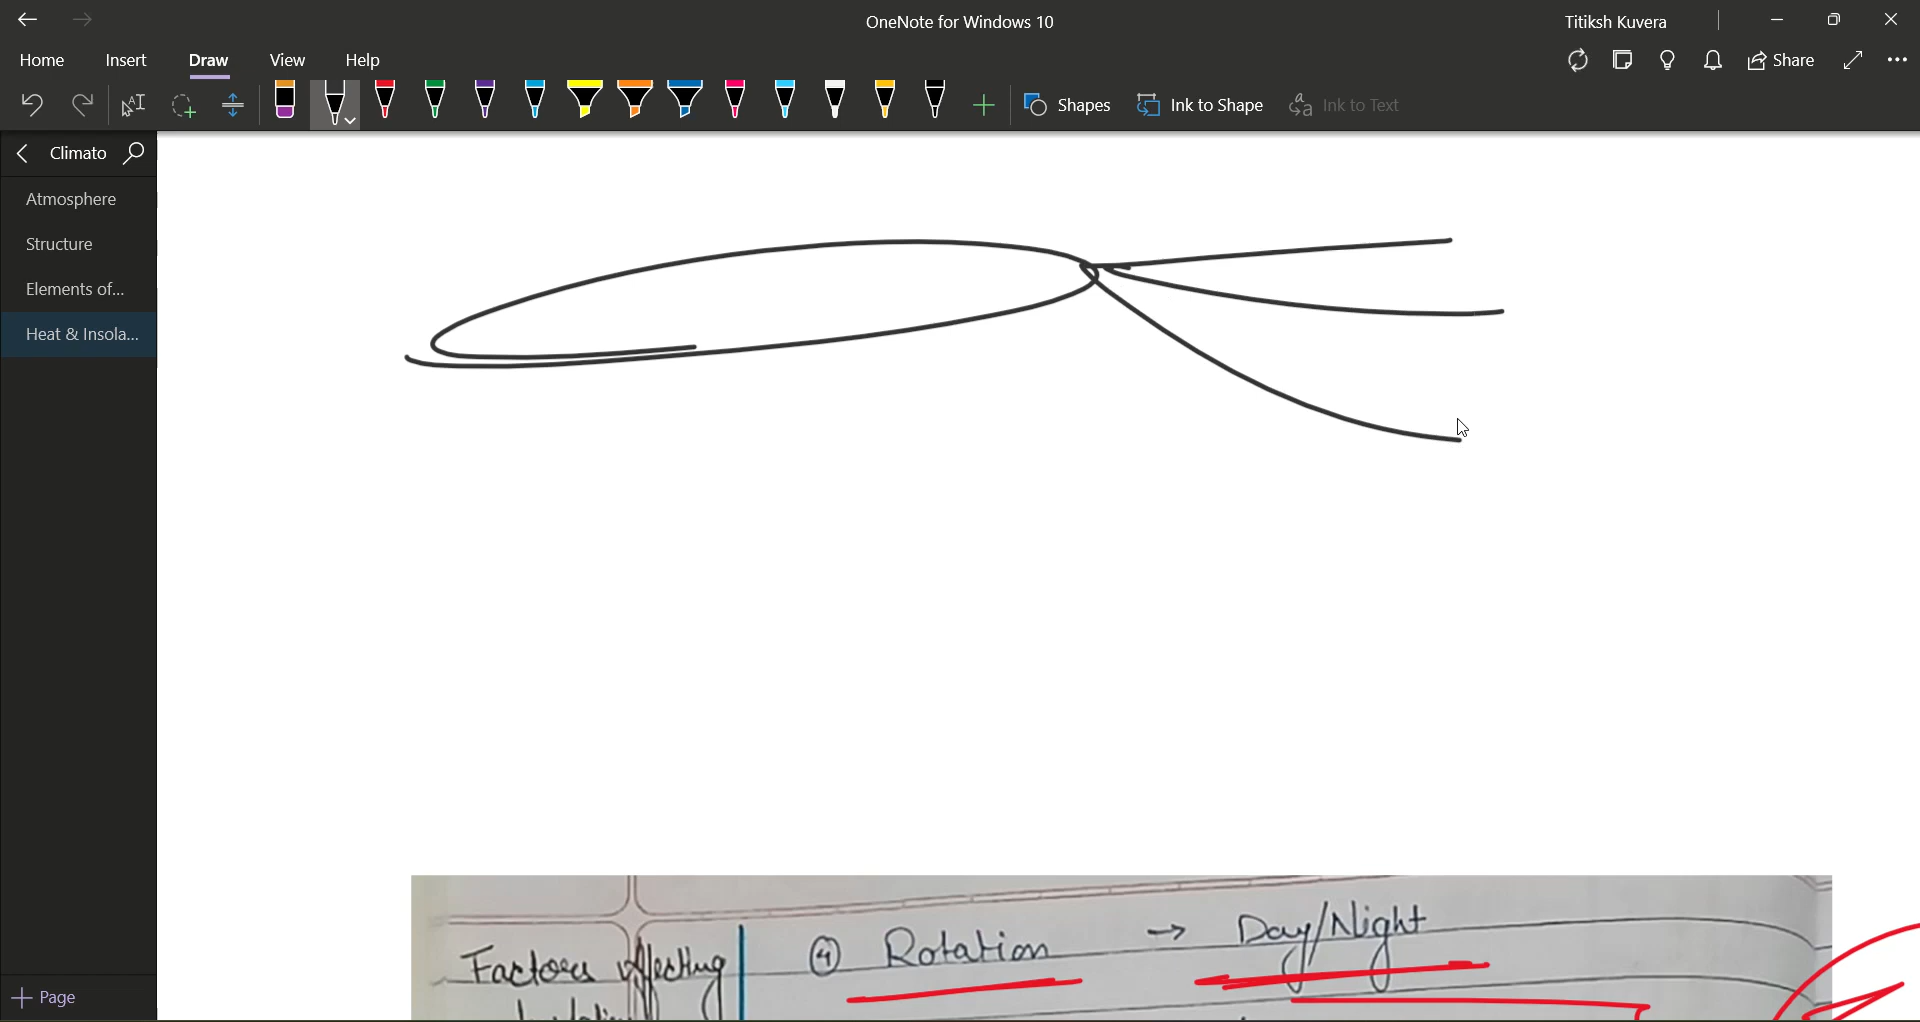 OneNote for Windows 10
Titiksh Kuvera
Home Insert Draw View Help
Share
Shapes Ink to Shape Ink to Text
Climato
Atmosphere
Structure
Elements of...
Heat & Insola...
Page
Factors Affecting
④ Rotation → Day/Night